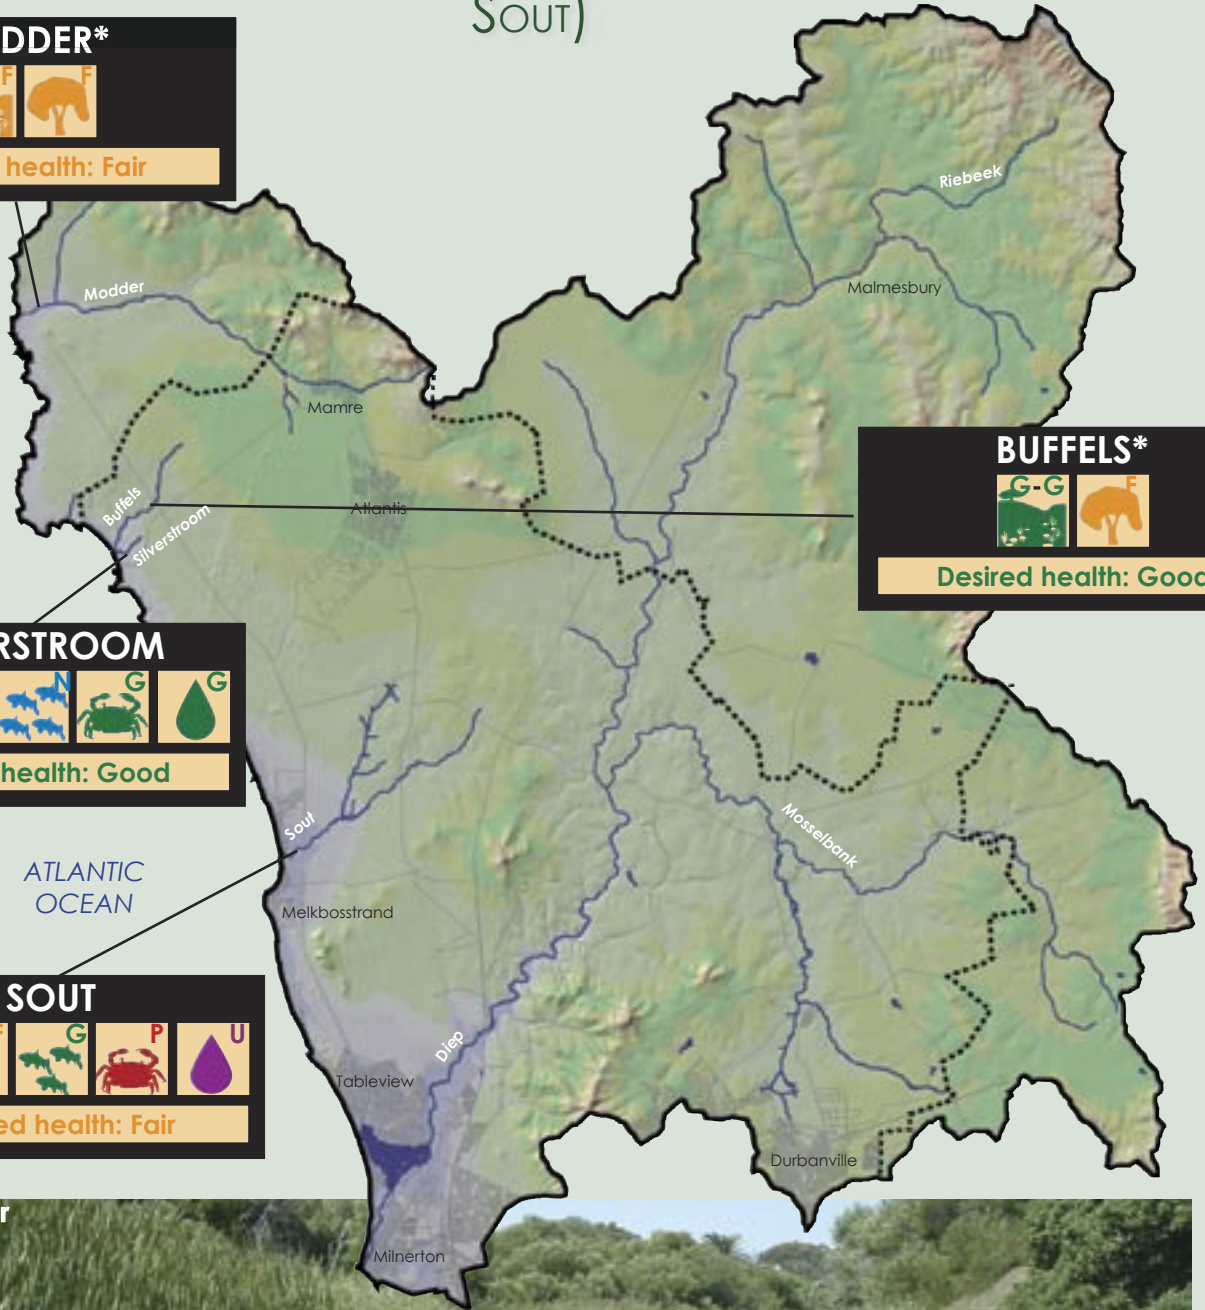 SOUT)
DDER*
F
F
health: Fair
Riebeek
Modder
Malmesbury
Mamre
BUFFELS*
G-G
F
Desired health: Good
Buffels
Atlantis
Silverstroom
RSTROOM
N
G
G
health: Good
Sout
Mosselbank
ATLANTIC
OCEAN
Melkbosstrand
SOUT
F
G
P
U
ed health: Fair
Diep
Tableview
Durbanville
r
Milnerton